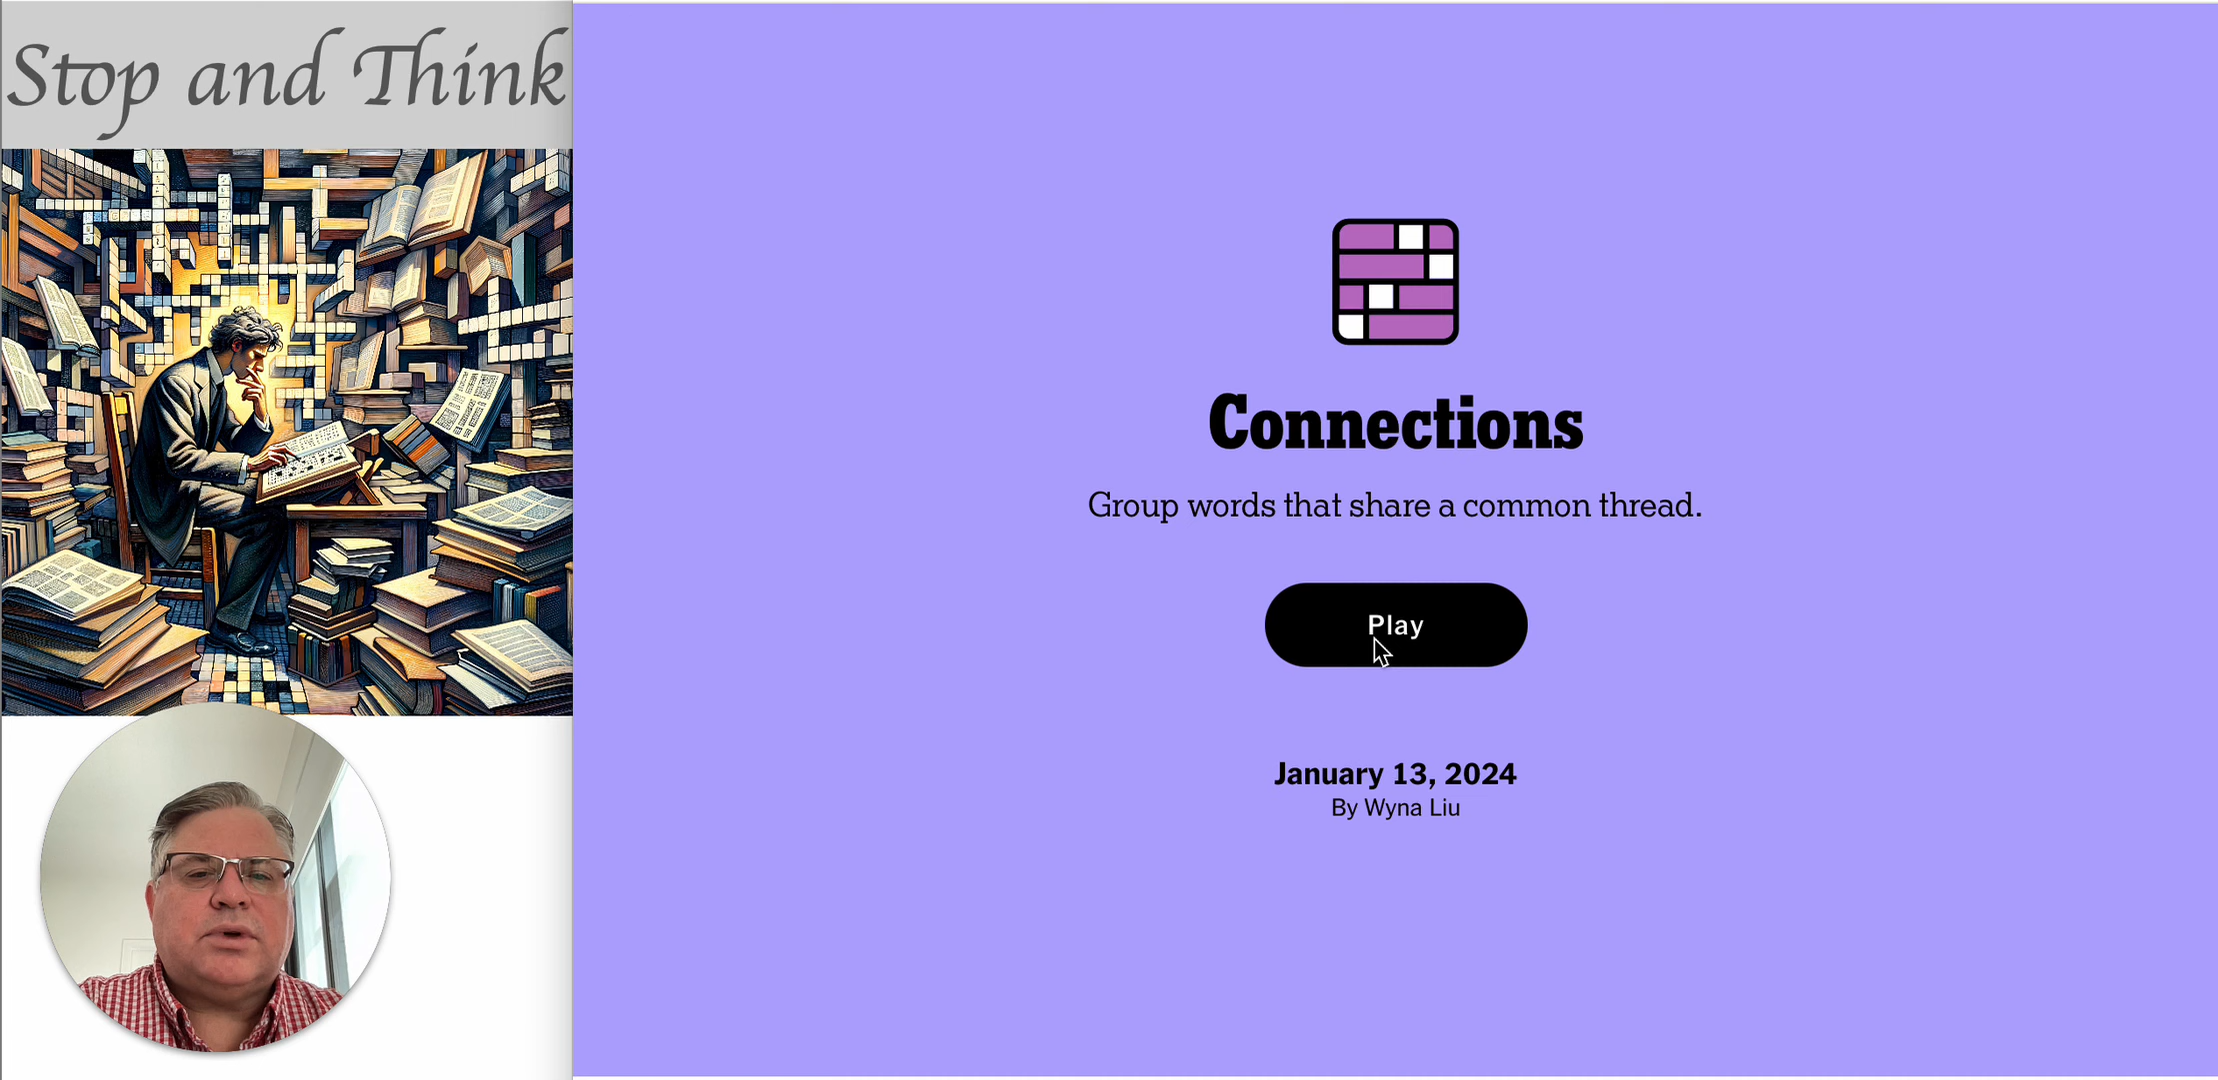 Stop and Think
Connections
Group words that share a common thread.
Play
January 13, 2024
By Wyna Liu